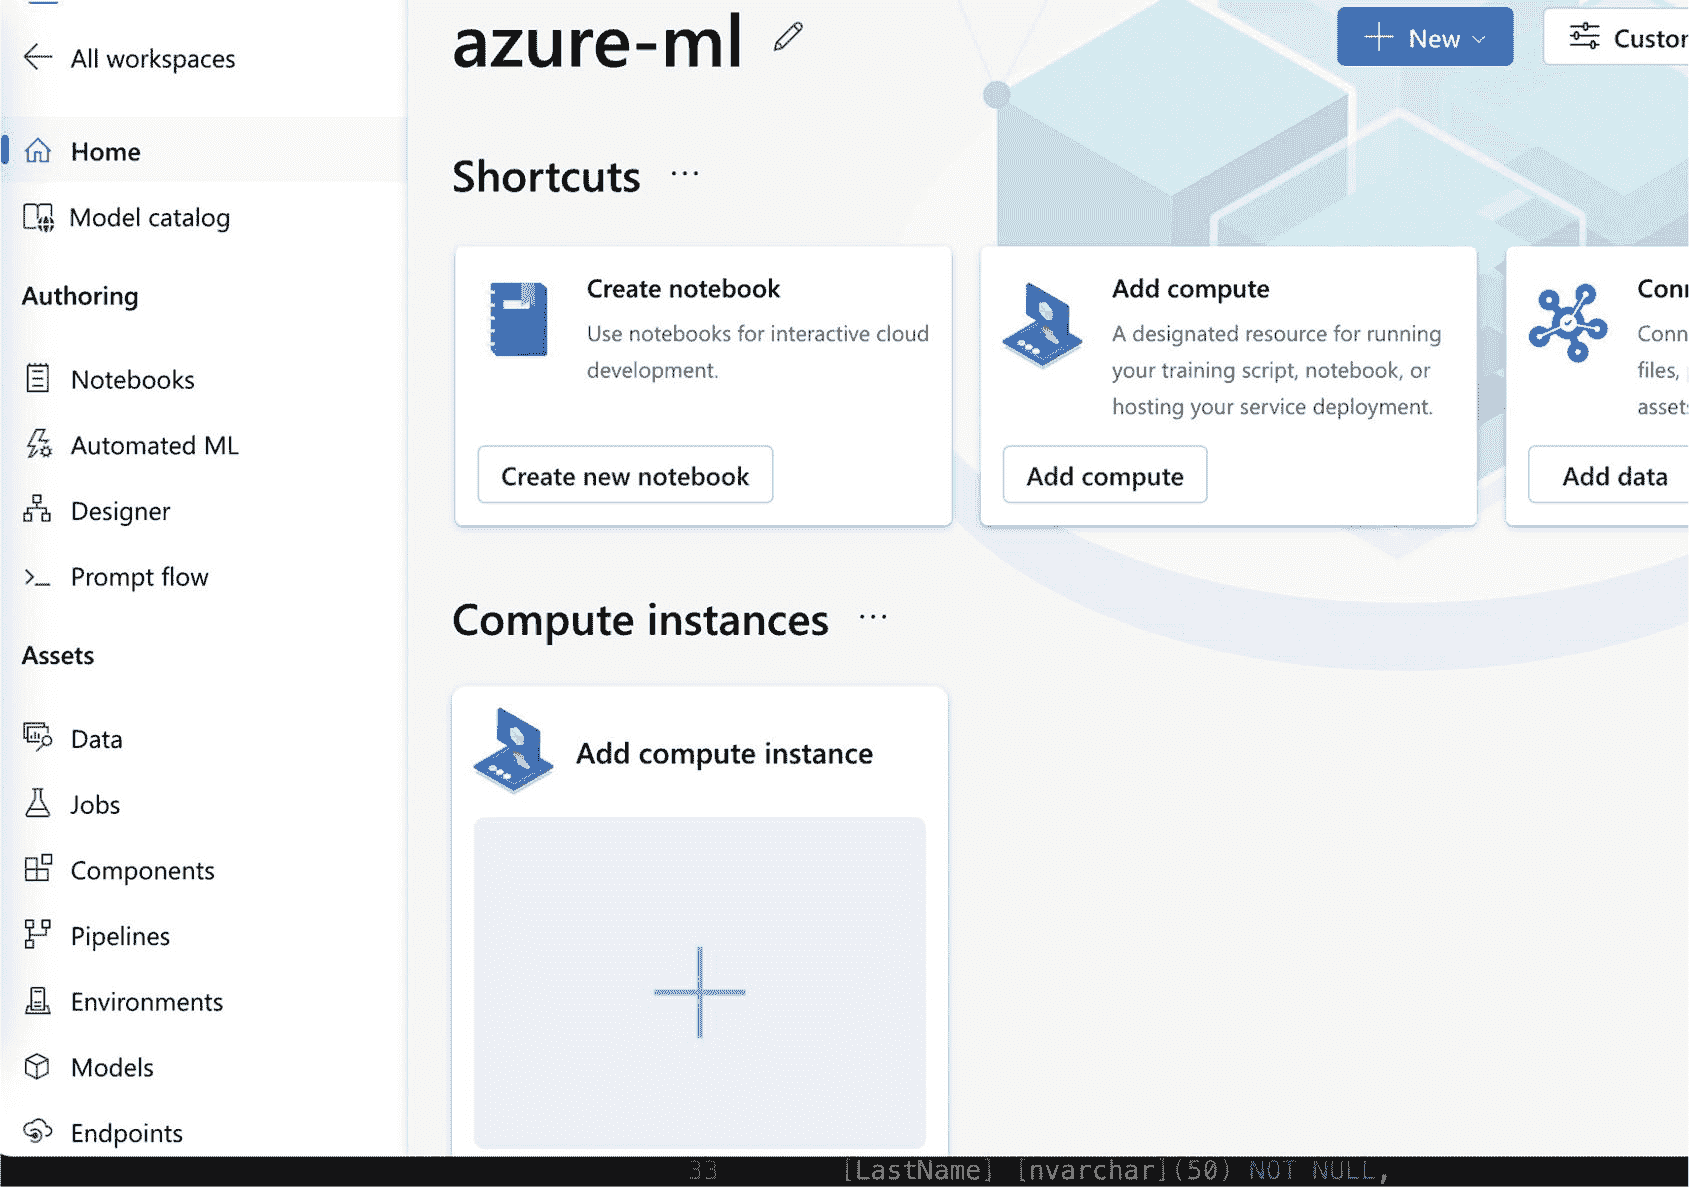 azure-ml
New
All workspaces
Home
Model catalog
Authoring
Notebooks
Automated ML
Designer
Prompt flow
Assets
Data
Jobs
Components
Pipelines
Environments
Models
Endpoints
Shortcuts ...
Create notebook
Use notebooks for interactive cloud
development.
Create new notebook
Add compute
A designated resource for running
your training script, notebook, or
hosting your service deployment.
Add compute
files,
Add data
Compute instances ...
Add compute instance
33 [LastName] [nvarchar](50) NOT NULL,